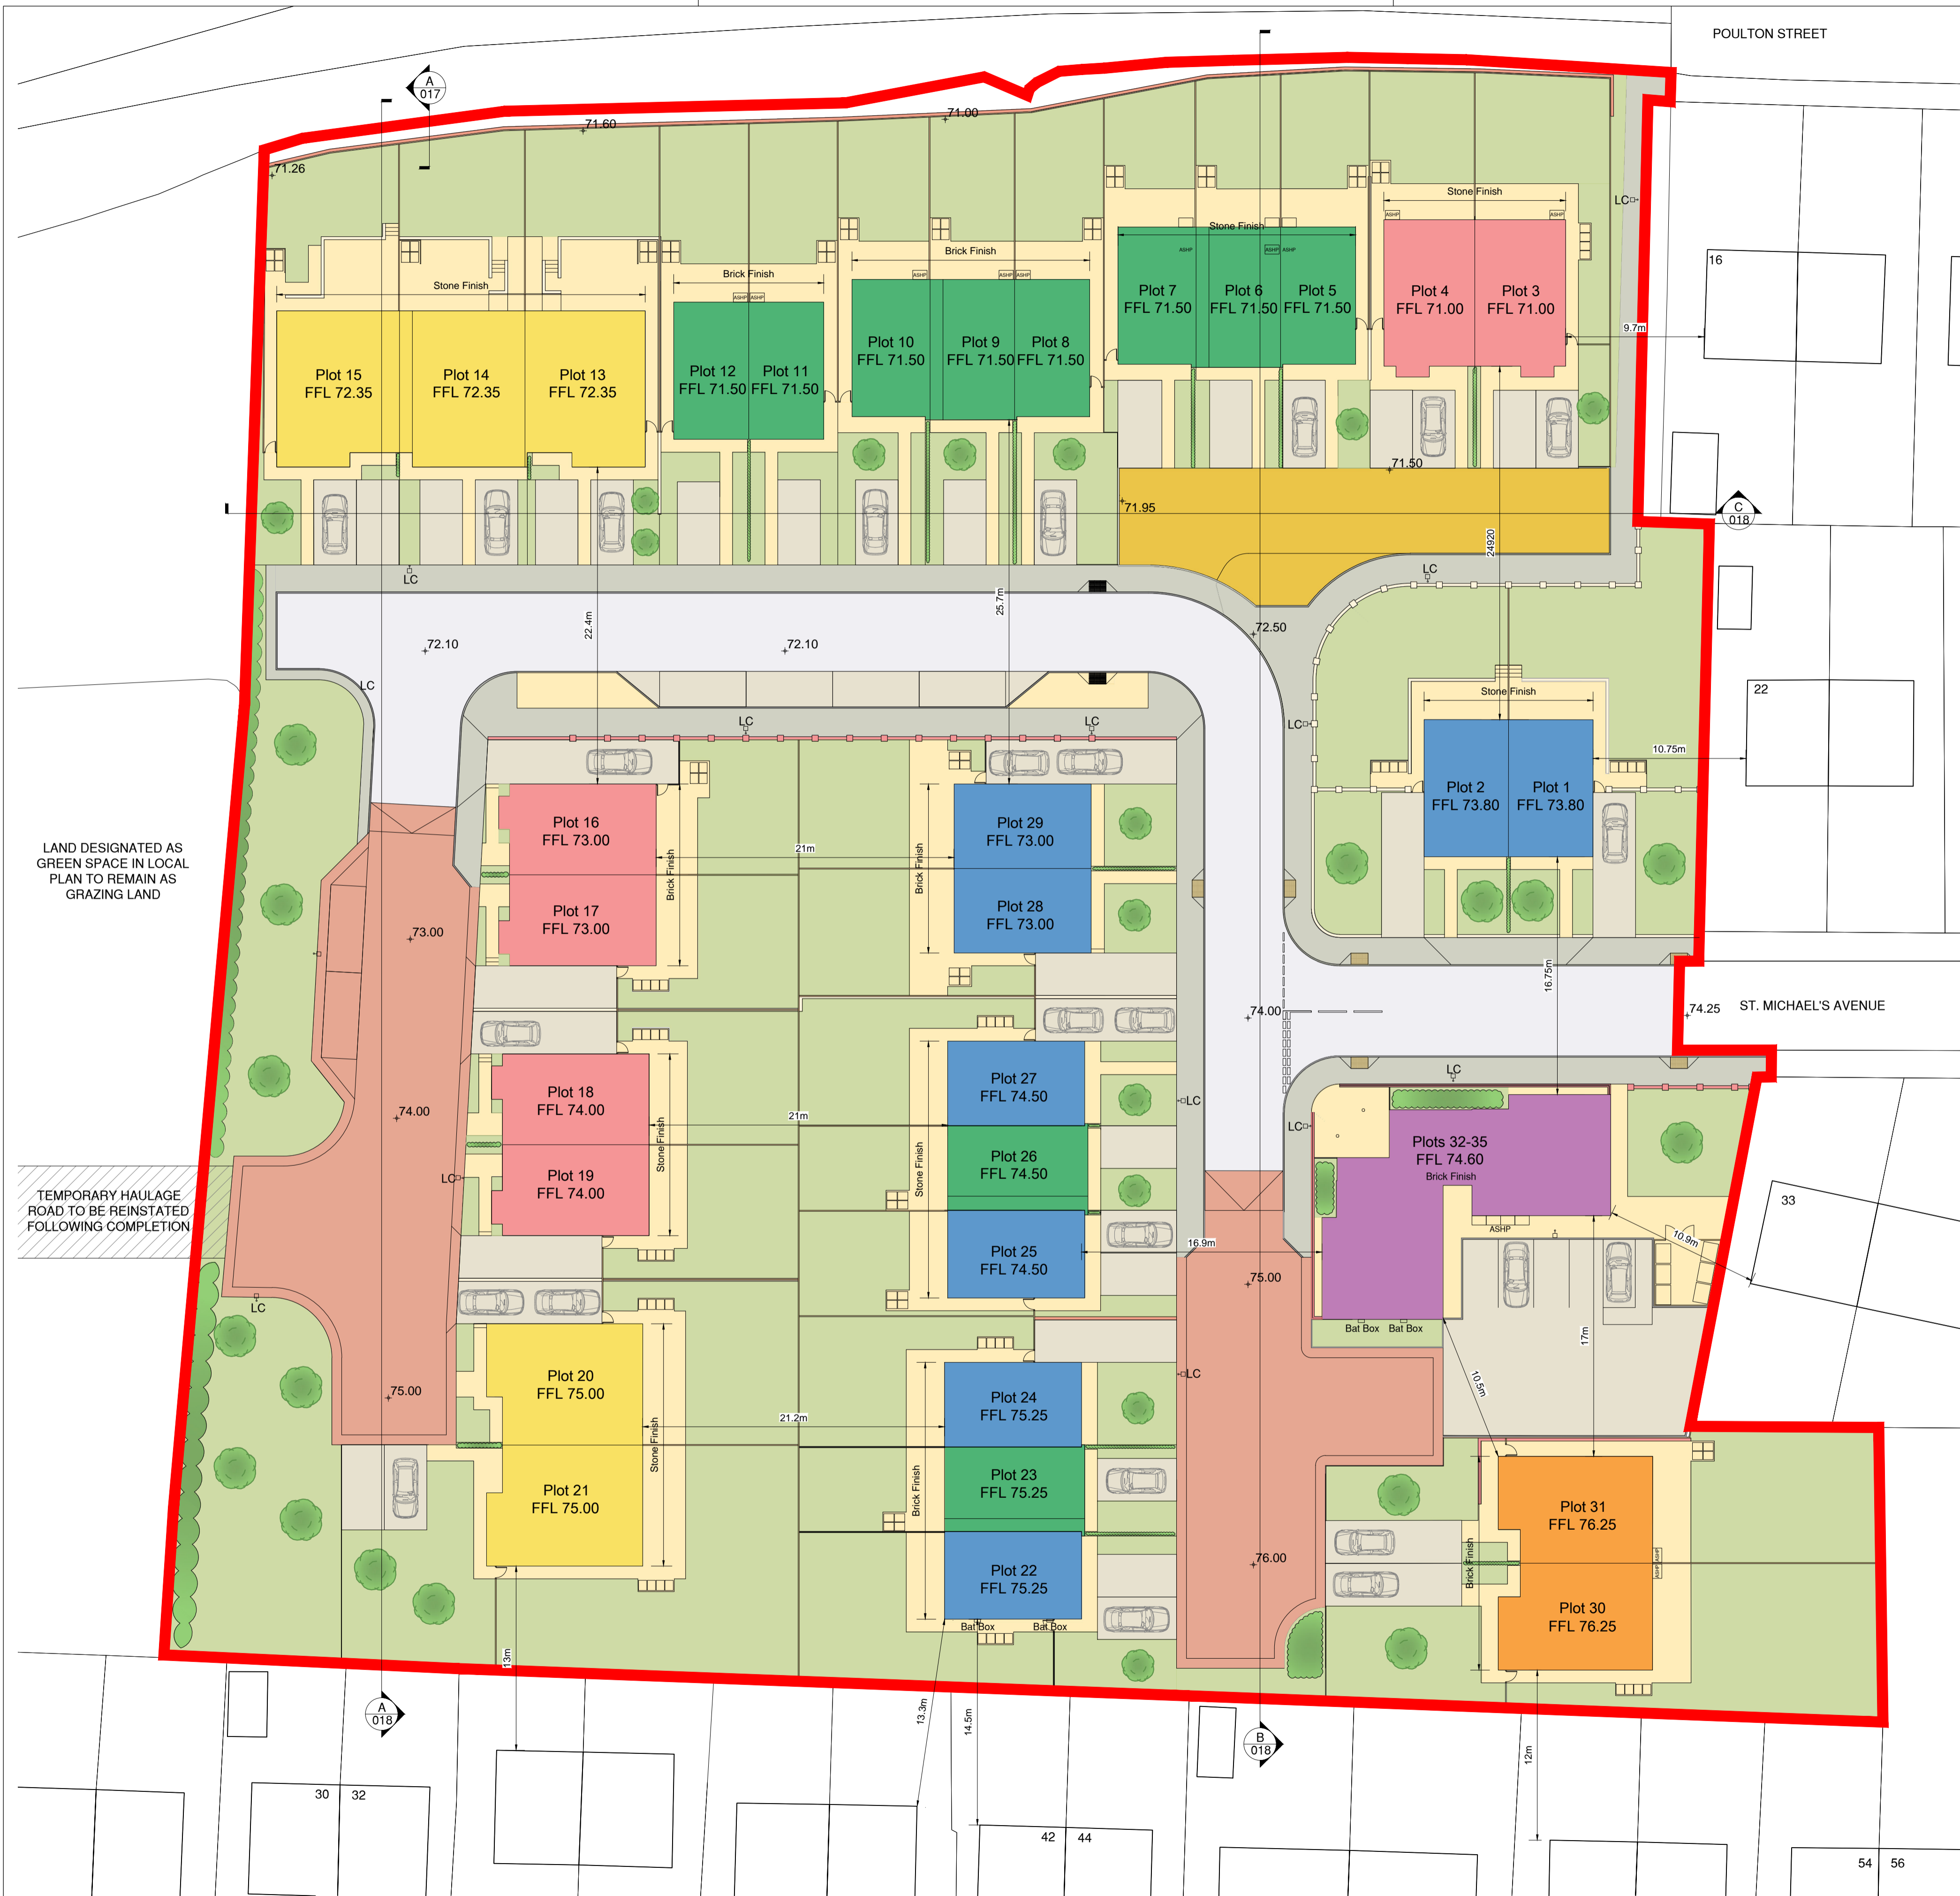 POULTON STREET
A
017
71.60
71.00
71.26
LC
Stone Finish
Stone Finish
Brick Finish
Brick Finish
Stone Finish
ASHP
ASHP
ASHP
ASHP
ASHP
ASHP
ASHP
ASHP
ASHP
ASHP
16
Plot 15
FFL 72.35
Plot 14
FFL 72.35
Plot 13
FFL 72.35
Plot 12
FFL 71.50
Plot 11
FFL 71.50
Plot 10
FFL 71.50
Plot 9
FFL 71.50
Plot 8
FFL 71.50
Plot 7
FFL 71.50
Plot 6
FFL 71.50
Plot 5
FFL 71.50
Plot 4
FFL 71.00
Plot 3
FFL 71.00
9.7m
71.50
71.95
C
018
24920
LC
LC
22.4m
25.7m
72.10
72.10
72.50
LC
LC
LC
LC
Stone Finish
22
10.75m
Plot 2
FFL 73.80
Plot 1
FFL 73.80
LAND DESIGNATED AS
GREEN SPACE IN LOCAL
PLAN TO REMAIN AS
GRAZING LAND
Plot 16
FFL 73.00
Plot 17
FFL 73.00
Brick Finish
21m
Brick Finish
Plot 29
FFL 73.00
Plot 28
FFL 73.00
73.00
16.75m
74.00
74.25
ST. MICHAEL'S AVENUE
Plot 18
FFL 74.00
Plot 19
FFL 74.00
Stone Finish
21m
Stone Finish
Plot 27
FFL 74.50
Plot 26
FFL 74.50
Plot 25
FFL 74.50
74.00
LC
LC
LC
LC
Plots 32-35
FFL 74.60
Brick Finish
ASHP
33
10.9m
16.9m
TEMPORARY HAULAGE
ROAD TO BE REINSTATED
FOLLOWING COMPLETION
LC
75.00
Bat Box
Bat Box
17m
10.5m
75.00
Plot 20
FFL 75.00
Plot 21
FFL 75.00
Stone Finish
21.2m
Brick Finish
Plot 24
FFL 75.25
Plot 23
FFL 75.25
Plot 22
FFL 75.25
LC
Bat Box
Bat Box
76.00
Plot 31
FFL 76.25
Plot 30
FFL 76.25
Brick Finish
ASHP
ASHP
13m
13.3m
14.5m
12m
A
018
B
018
30
32
42
44
54
56